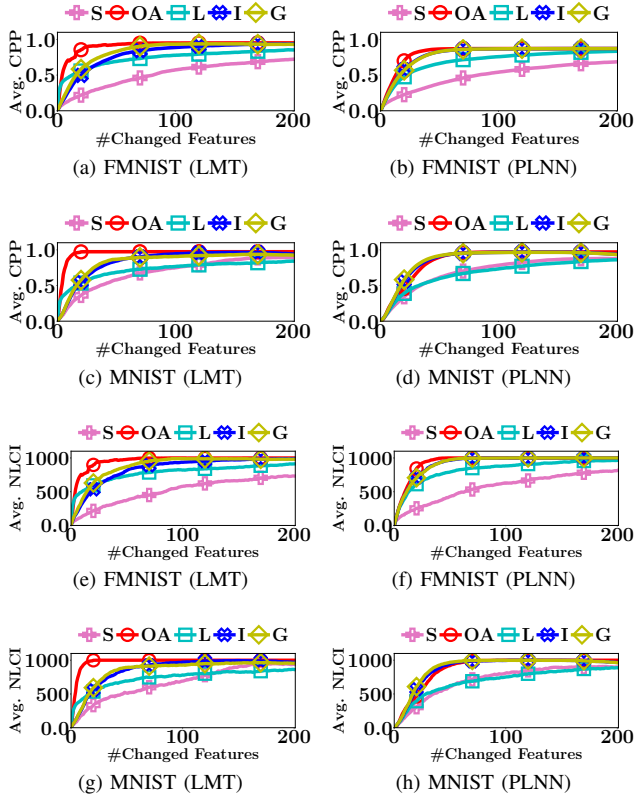 S OA L I G
S OA L I G
Avg. CPP
1.0
0.5
0.0
0 100 200
#Changed Features
Avg. CPP
1.0
0.5
0.0
0 100 200
#Changed Features
(a) FMNIST (LMT)
(b) FMNIST (PLNN)
S OA L I G
S OA L I G
Avg. CPP
1.0
0.5
0.0
0 100 200
#Changed Features
Avg. CPP
1.0
0.5
0.0
0 100 200
#Changed Features
(c) MNIST (LMT)
(d) MNIST (PLNN)
S OA L I G
S OA L I G
Avg. NLCI
1000
500
0
0 100 200
#Changed Features
Avg. NLCI
1000
500
0
0 100 200
#Changed Features
(e) FMNIST (LMT)
(f) FMNIST (PLNN)
S OA L I G
S OA L I G
Avg. NLCI
1000
500
0
0 100 200
#Changed Features
Avg. NLCI
1000
500
0
0 100 200
#Changed Features
(g) MNIST (LMT)
(h) MNIST (PLNN)